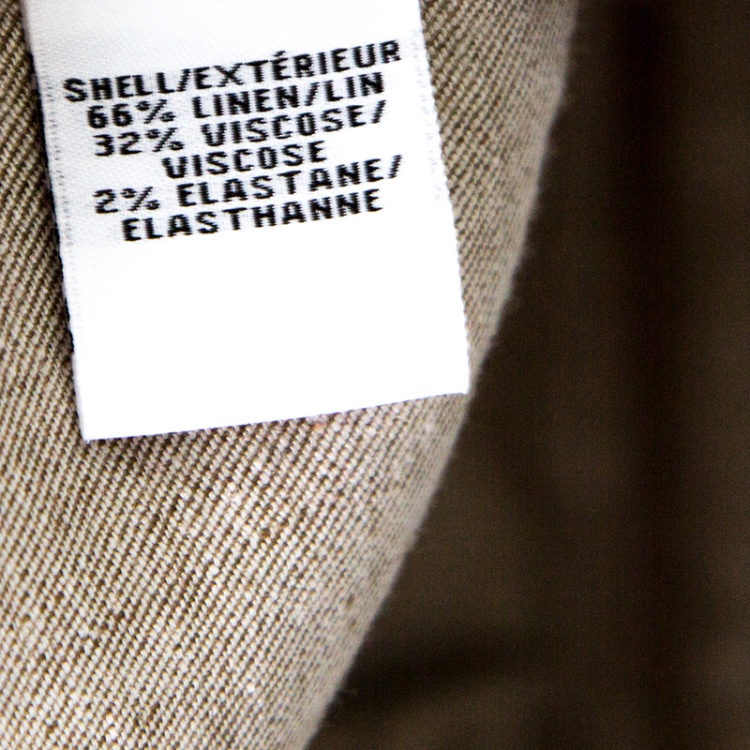 SHELL/EXTÉRIEUR
66% LINEN/LIN
32% VISCOSE/
VISCOSE
2% ELASTANE/
ELASTHANNE